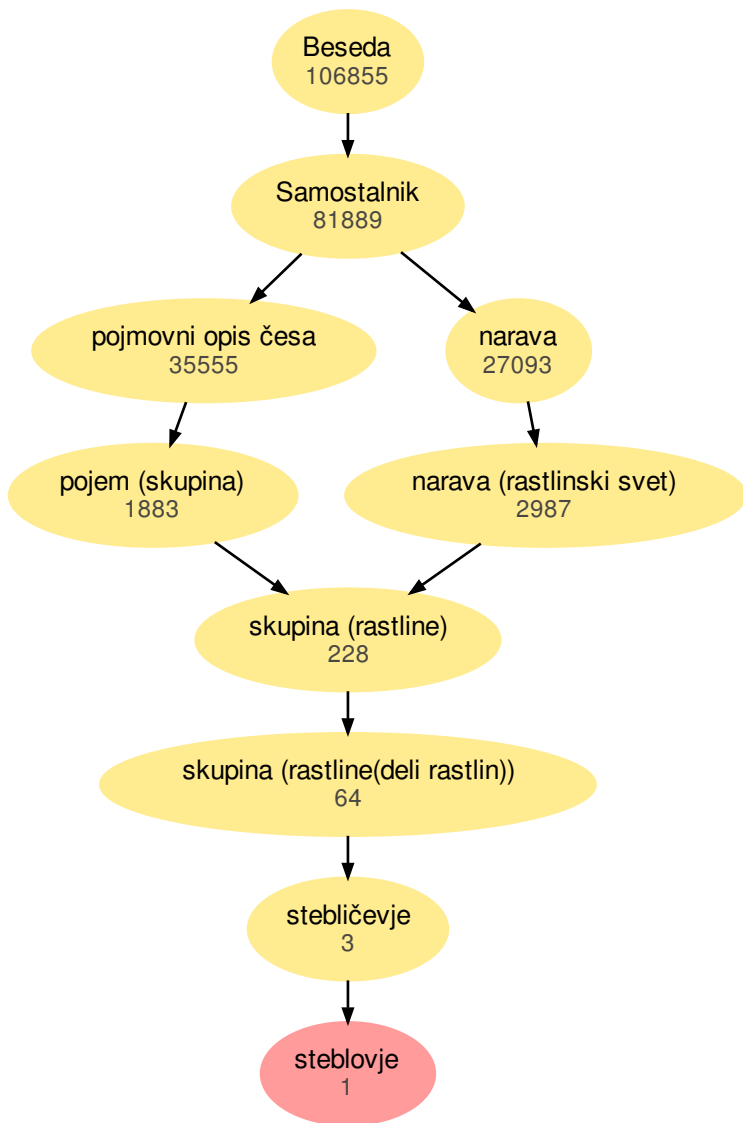 Beseda
106855
Samostalnik
81889
pojmovni opis česa
35555
narava
27093
pojem (skupina)
1883
narava (rastlinski svet)
2987
skupina (rastline)
228
skupina (rastline(deli rastlin))
64
stebličevje
3
steblovje
1